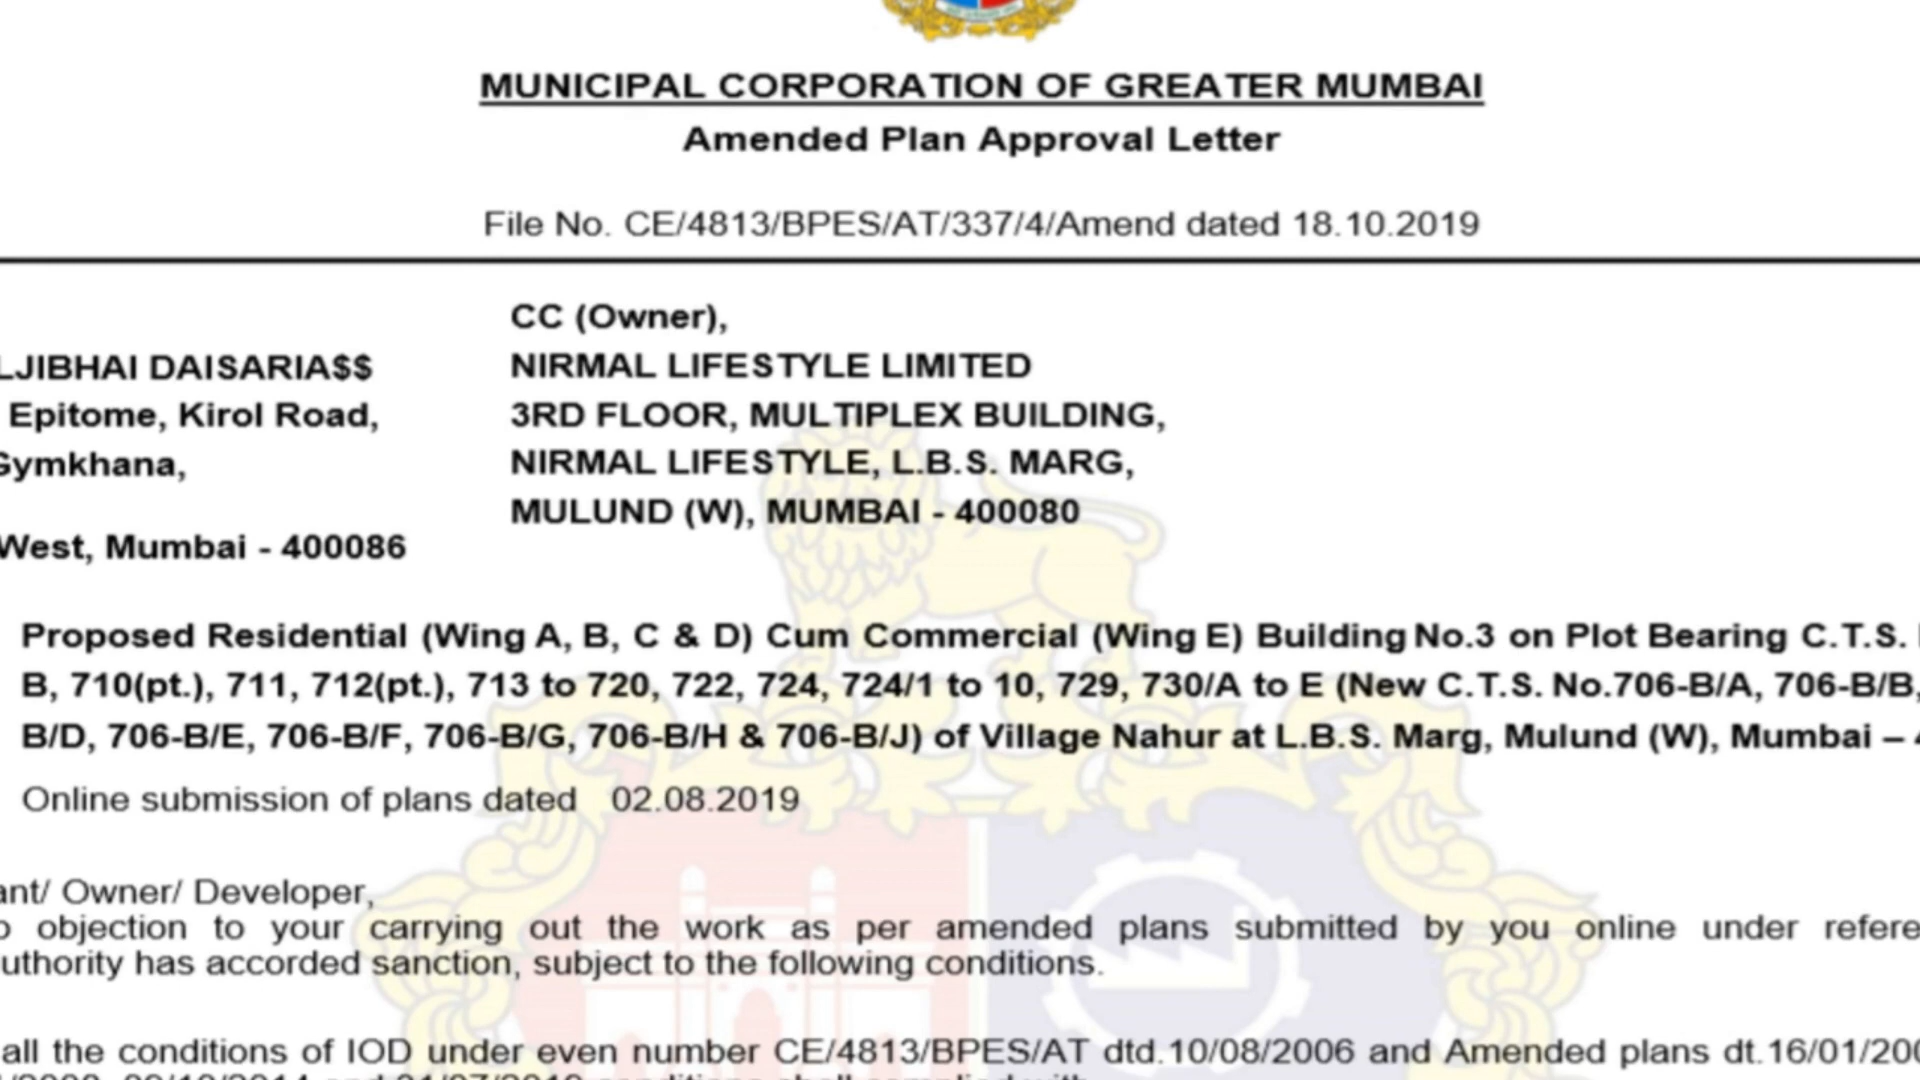 MUNICIPAL CORPORATION OF GREATER MUMBAI
Amended Plan Approval Letter
File No. CE/4813/BPES/AT/337/4/Amend dated 18.10.2019
CC (Owner),
LJIBHAI DAISARIA$$ NIRMAL LIFESTYLE LIMITED
Epitome, Kirol Road, 3RD FLOOR, MULTIPLEX BUILDING,
Gymkhana, NIRMAL LIFESTYLE, L.B.S. MARG,
MULUND (W), MUMBAI - 400080
West, Mumbai - 400086
Proposed Residential (Wing A, B, C & D) Cum Commercial (Wing E) Building No.3 on Plot Bearing C.T.S.
B, 710(pt.), 711, 712(pt.), 713 to 720, 722, 724, 724/1 to 10, 729, 730/A to E (New C.T.S. No.706-B/A, 706-B/B,
B/D, 706-B/E, 706-B/F, 706-B/G, 706-B/H & 706-B/J) of Village Nahur at L.B.S. Marg, Mulund (W), Mumbai –
Online submission of plans dated 02.08.2019
ant/ Owner/ Developer,
o objection to your carrying out the work as per amended plans submitted by you online under refere
uthority has accorded sanction, subject to the following conditions.
all the conditions of IOD under even number CE/4813/BPES/AT dtd.10/08/2006 and Amended plans dt.16/01/200